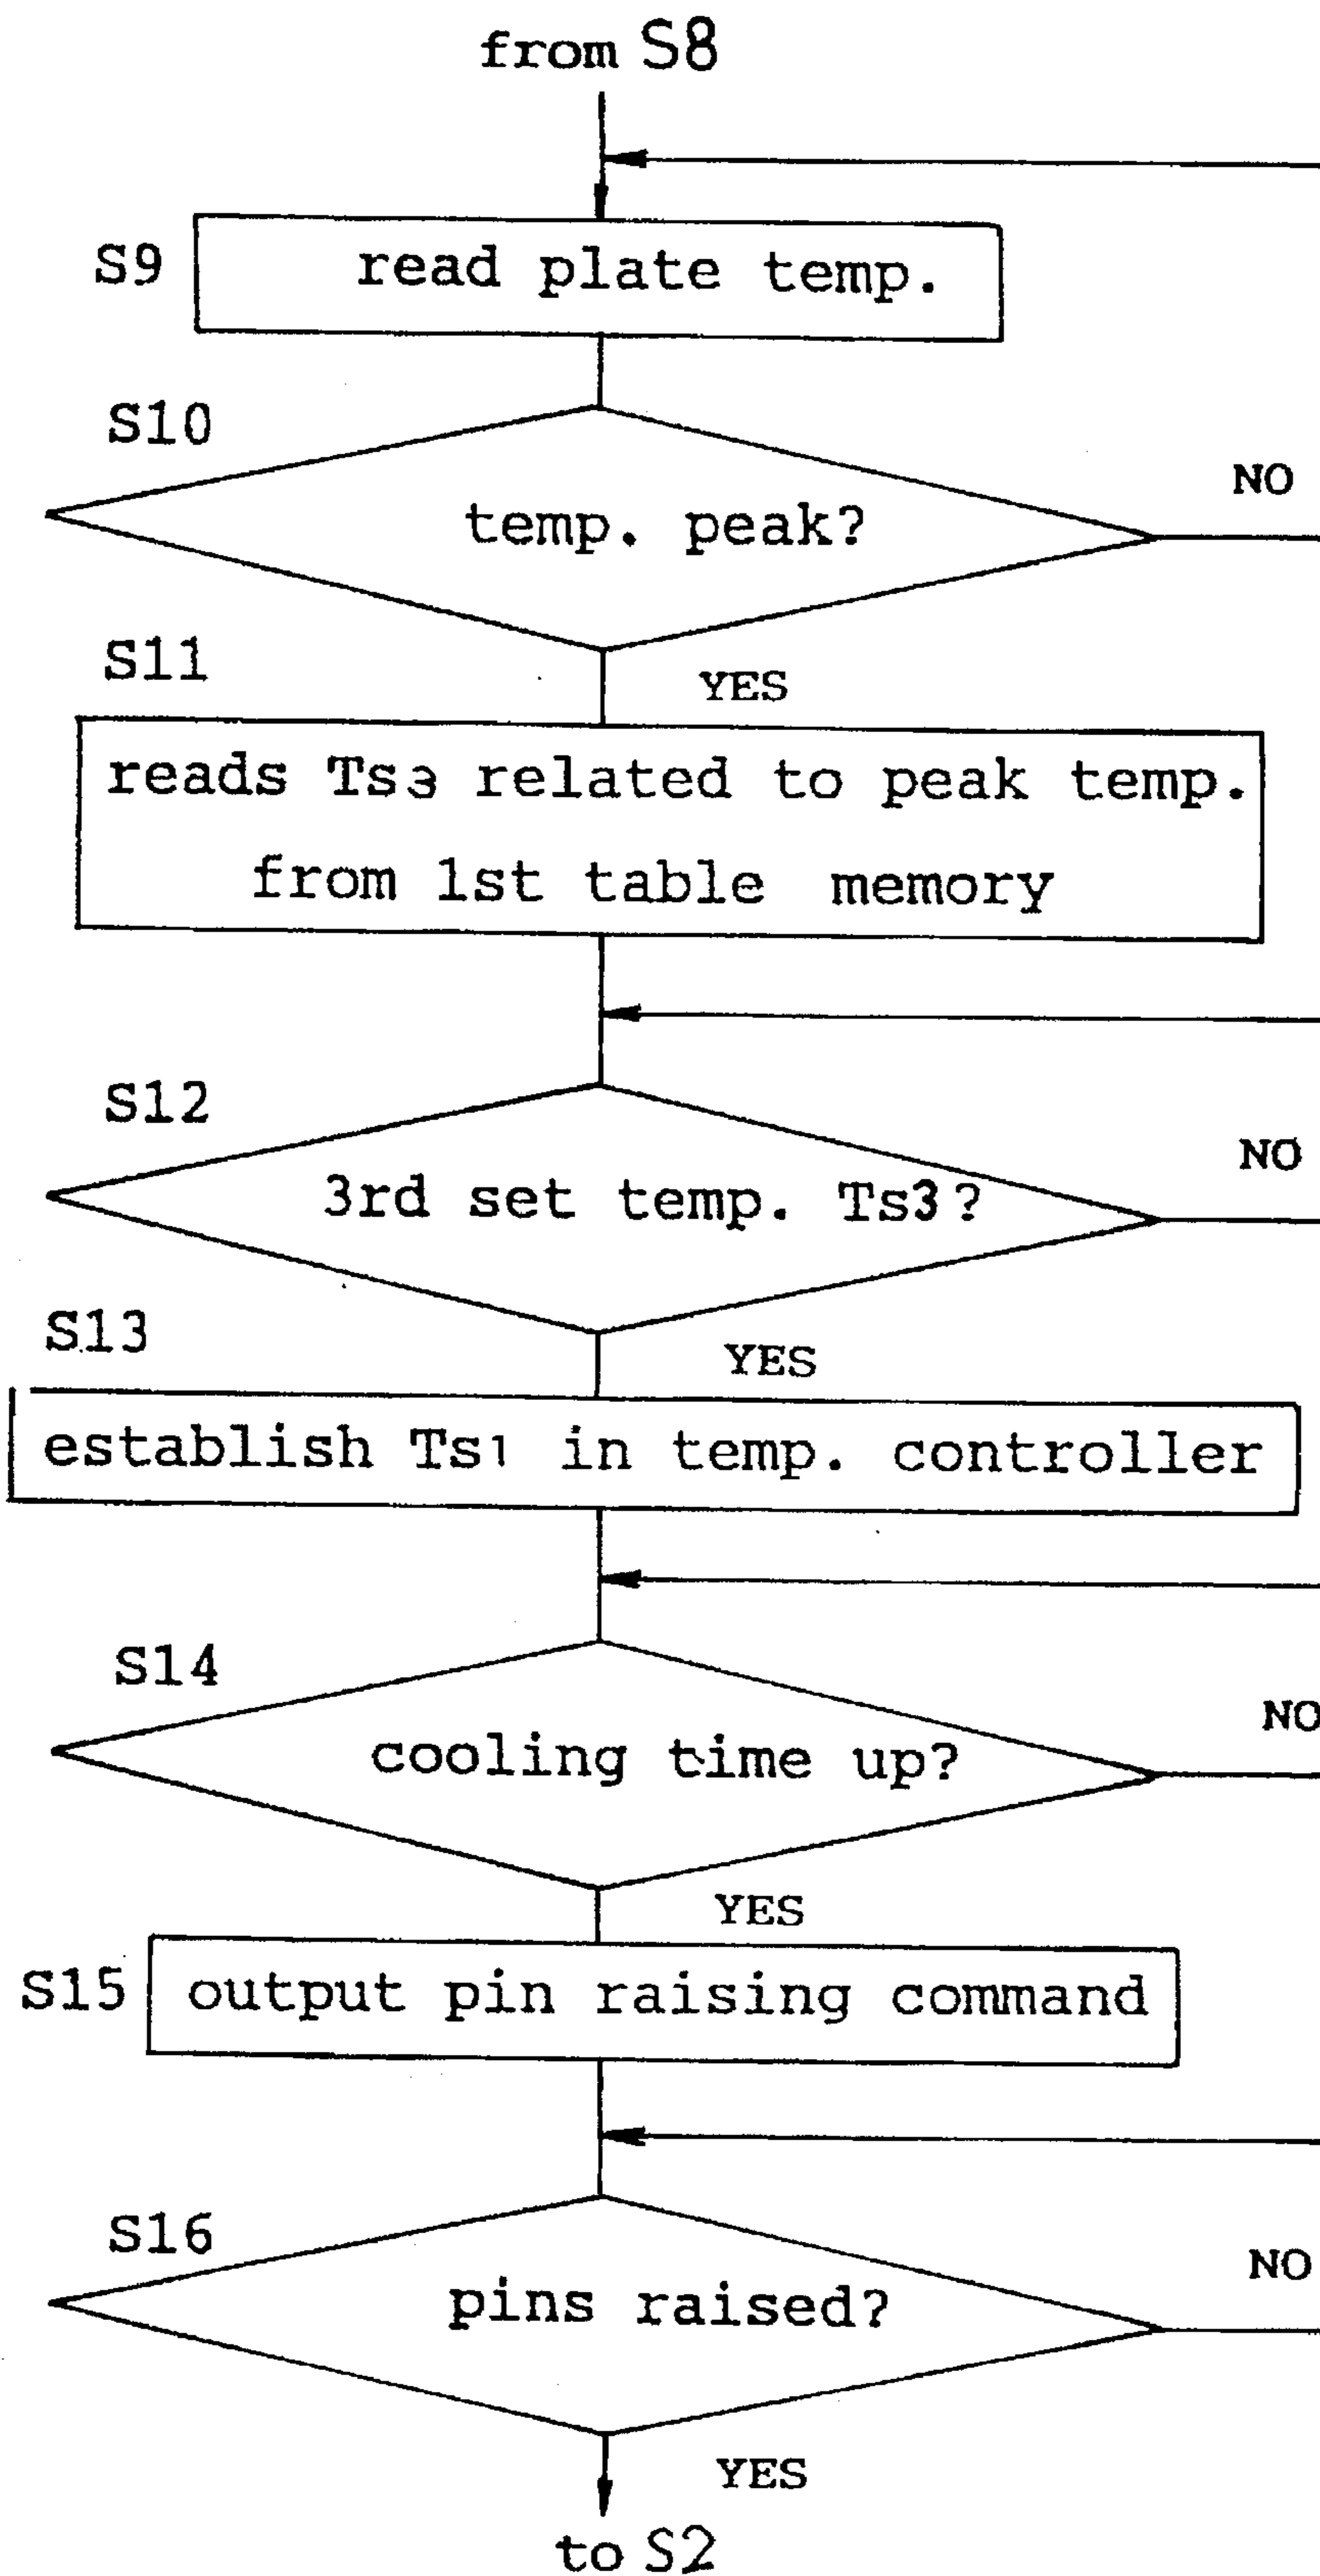 from S8
S9
read plate temp.
S10
temp. peak?
NO
S11
YES
reads Ts3 related to peak temp.
from 1st table memory
S12
3rd set temp. Ts3?
NO
S13
YES
establish Ts1 in temp. controller
S14
cooling time up?
NO
YES
S15
output pin raising command
S16
pins raised?
NO
YES
to S2